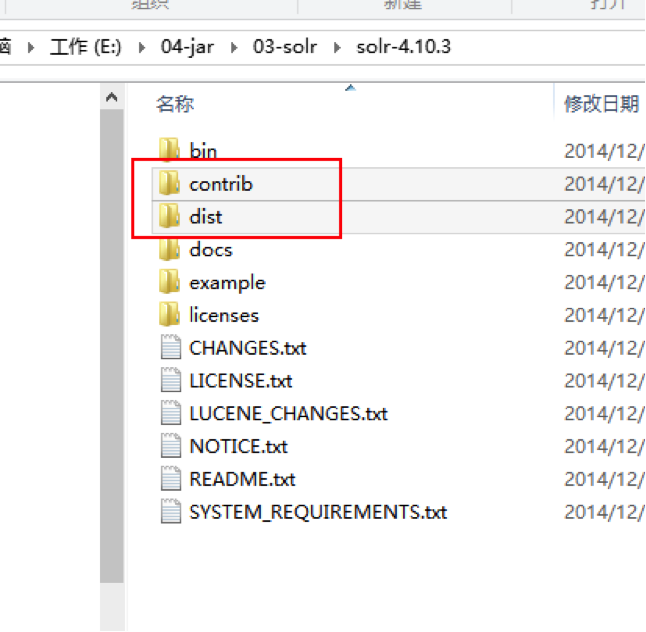 组织 新建 打开
工作 (E:) 04-jar 03-solr solr-4.10.3
名称 修改日期
bin 2014/12/
contrib 2014/12/
dist 2014/12/
docs 2014/12/
example 2014/12/
licenses 2014/12/
CHANGES.txt 2014/12/
LICENSE.txt 2014/12/
LUCENE_CHANGES.txt 2014/12/
NOTICE.txt 2014/12/
README.txt 2014/12/
SYSTEM_REQUIREMENTS.txt 2014/12/